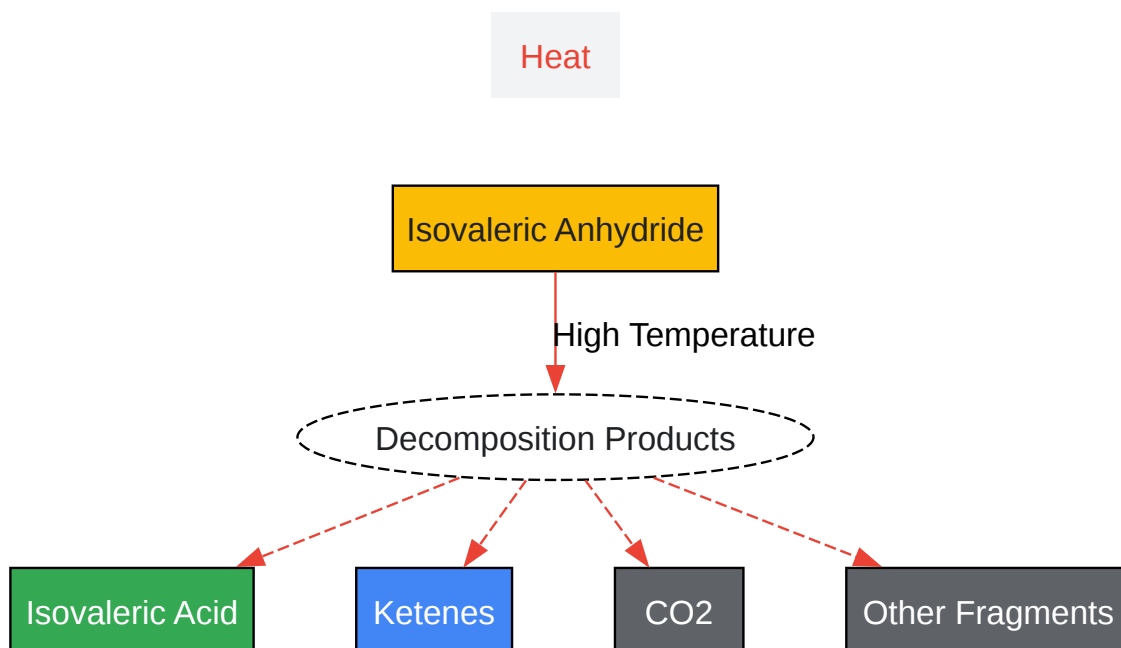 Heat
Isovaleric Anhydride
High Temperature
Decomposition Products
Isovaleric Acid
Ketenes
CO2
Other Fragments